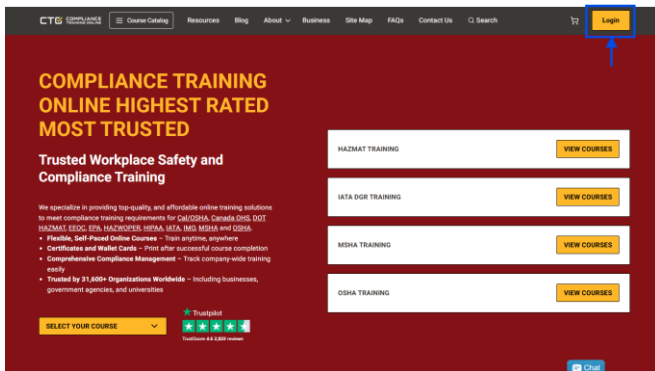 CTO COMPLIANCE TRAINING ONLINE Course Catalog Resources Blog About Business Site Map FAQs Contact Us Search Login
COMPLIANCE TRAINING
ONLINE HIGHEST RATED
MOST TRUSTED
Trusted Workplace Safety and
Compliance Training
We specialize in providing top-quality, and affordable online training solutions
to meet compliance training requirements for Cal/OSHA, Canada OHS, DOT
HAZMAT, EEOC, EPA, HAZWOPER, HIPAA, IATA, IMO, MSHA and OSHA.
• Flexible, Self-Paced Online Courses – Train anytime, anywhere
• Certificates and Wallet Cards – Print after successful course completion
• Comprehensive Compliance Management – Track company-wide training
easily
• Trusted by 31,600+ Organizations Worldwide – Including businesses,
government agencies, and universities
SELECT YOUR COURSE
Trustpilot
TrustScore 4.6 2,833 reviews
HAZMAT TRAINING VIEW COURSES
IATA DGR TRAINING VIEW COURSES
MSHA TRAINING VIEW COURSES
OSHA TRAINING VIEW COURSES
Chat